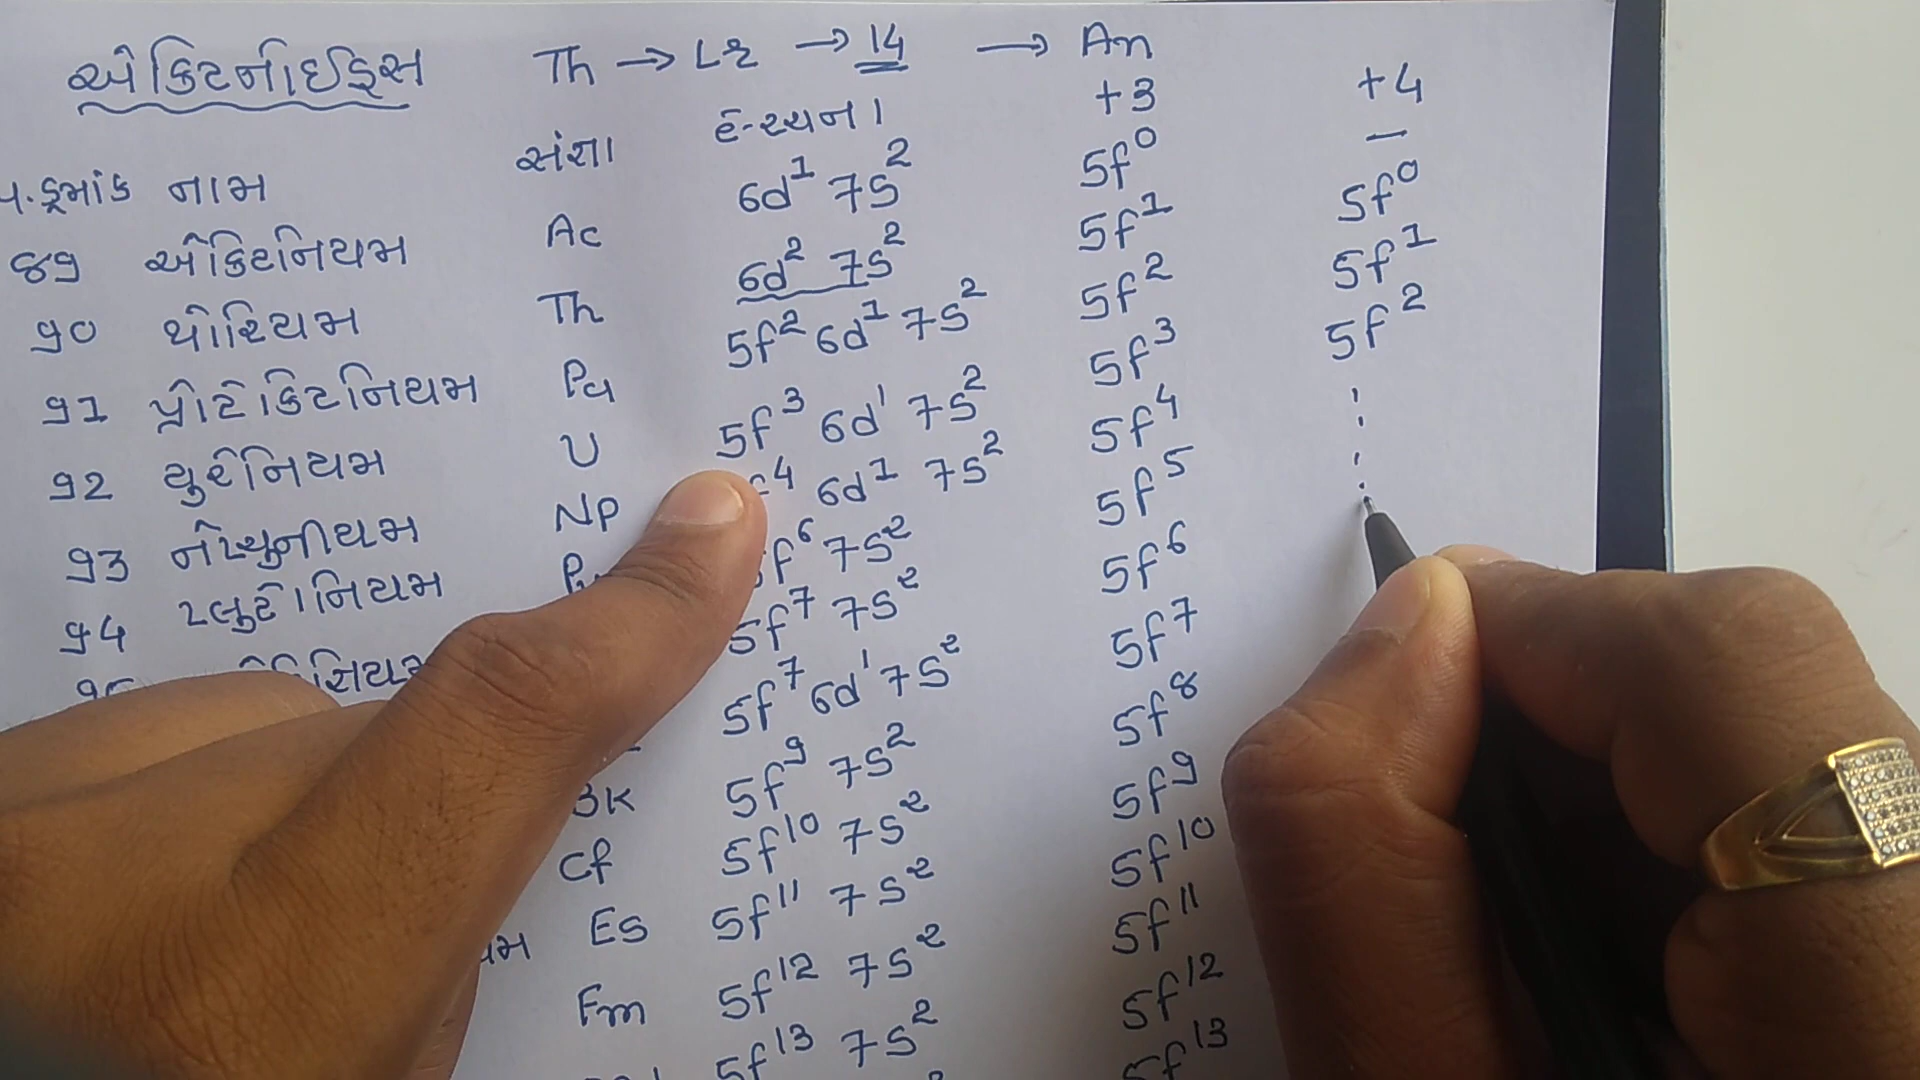 એક્ટિનોઈડ્સ Th → Lr → 14 → An
પ.ક્રમાંક નામ સંજ્ઞા ઈ-રચના +3 +4
89 એક્ટિનિયમ Ac 6d¹ 7s² 5f⁰ —
90 થોરિયમ Th 6d² 7s² 5f¹ 5f⁰
91 પ્રોટેક્ટિનિયમ Pa 5f² 6d¹ 7s² 5f² 5f¹
92 યુરેનિયમ U 5f³ 6d¹ 7s² 5f³ 5f²
93 નેપ્ચુનીયમ Np f⁴ 6d¹ 7s² 5f⁴
94 પ્લુટોનિયમ 5f⁶ 7s² 5f⁵
5f⁷ 7s² 5f⁶
5f⁷ 6d¹ 7s² 5f⁷
Bk 5f⁹ 7s² 5f⁸
Cf 5f¹⁰ 7s² 5f⁹
Es 5f¹¹ 7s² 5f¹⁰
Fm 5f¹² 7s² 5f¹¹
5f¹³ 7s² 5f¹²
5f¹³